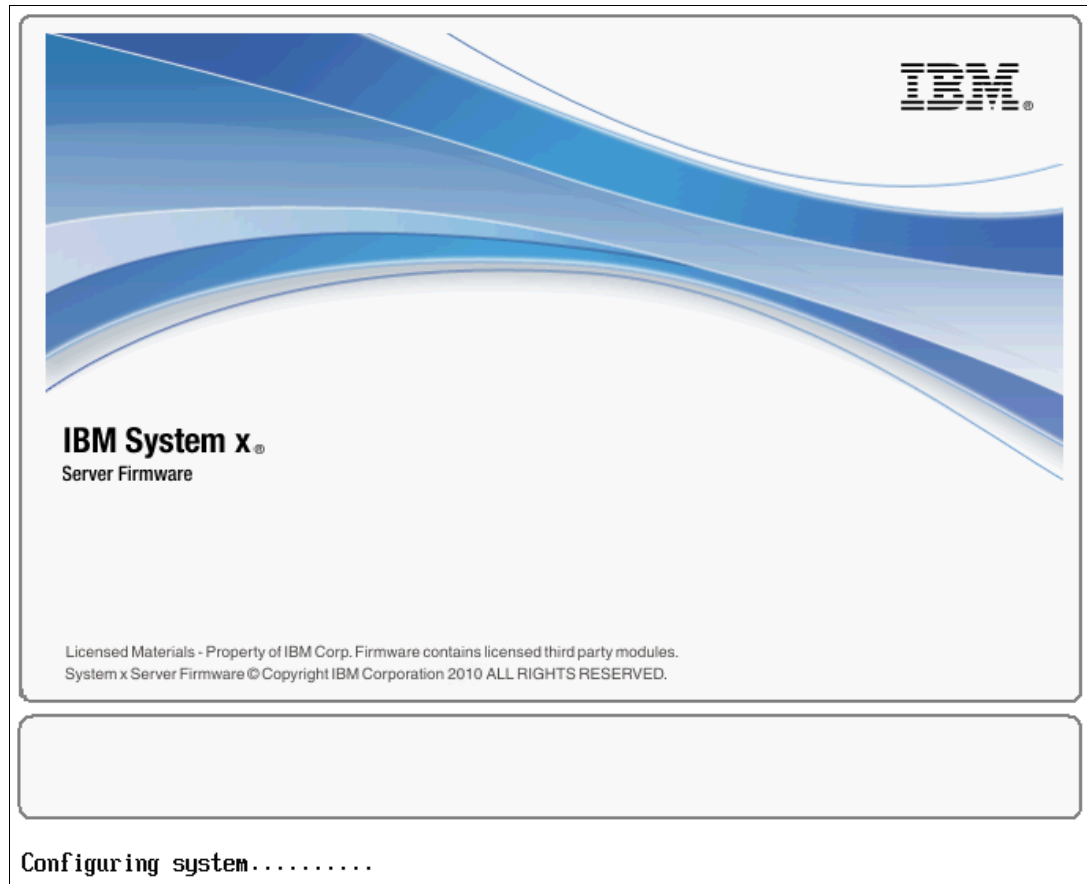 IBM®
IBM System x®
Server Firmware
Licensed Materials - Property of IBM Corp. Firmware contains licensed third party modules.
System x Server Firmware © Copyright IBM Corporation 2010 ALL RIGHTS RESERVED.
Configuring system..........